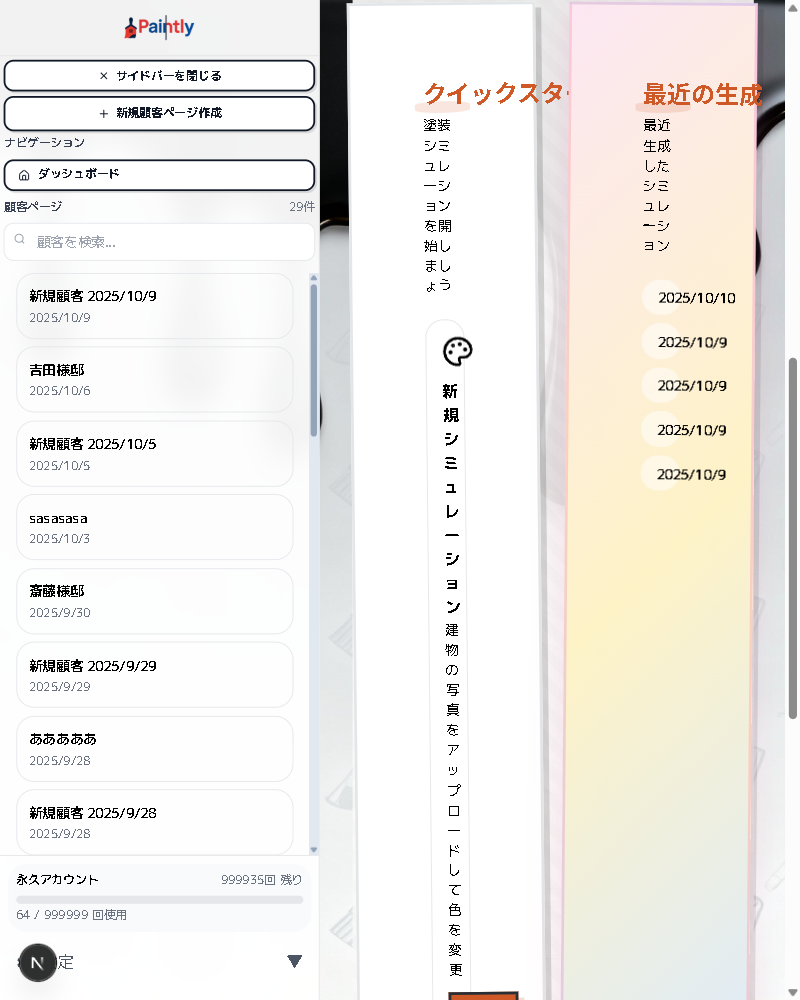 Paintly
× サイドバーを閉じる
+ 新規顧客ページ作成
ナビゲーション
ダッシュボード
顧客ページ 29件
顧客を検索...
新規顧客 2025/10/9
2025/10/9
吉田様邸
2025/10/6
新規顧客 2025/10/5
2025/10/5
sasasasa
2025/10/3
斎藤様邸
2025/9/30
新規顧客 2025/9/29
2025/9/29
あああああ
2025/9/28
新規顧客 2025/9/28
2025/9/28
永久アカウント 999935回 残り
64 / 999999 回使用
N 定 ▼
クイックスター
塗装
シミ
ュレ
ーシ
ョン
を開
始し
まし
ょう
新
規
シ
ミ
ュ
レ
ー
シ
ョ
ン
建
物
の
写
真
を
ア
ッ
プ
ロ
ー
ド
し
て
色
を
変
更
最近の生成
最近
生成
した
シミ
ュレ
ーシ
ョン
2025/10/10
2025/10/9
2025/10/9
2025/10/9
2025/10/9